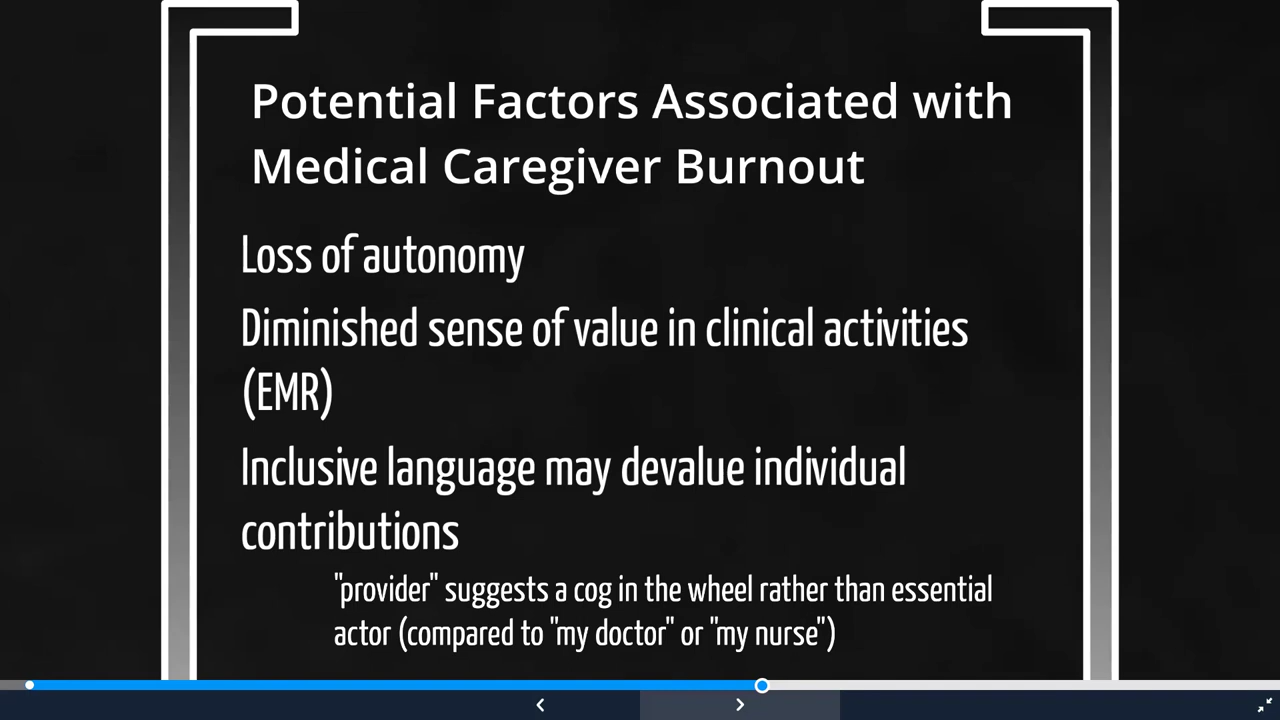 Potential Factors Associated with
Medical Caregiver Burnout
Loss of autonomy
Diminished sense of value in clinical activities
(EMR)
Inclusive language may devalue individual
contributions
"provider" suggests a cog in the wheel rather than essential
actor (compared to "my doctor" or "my nurse")